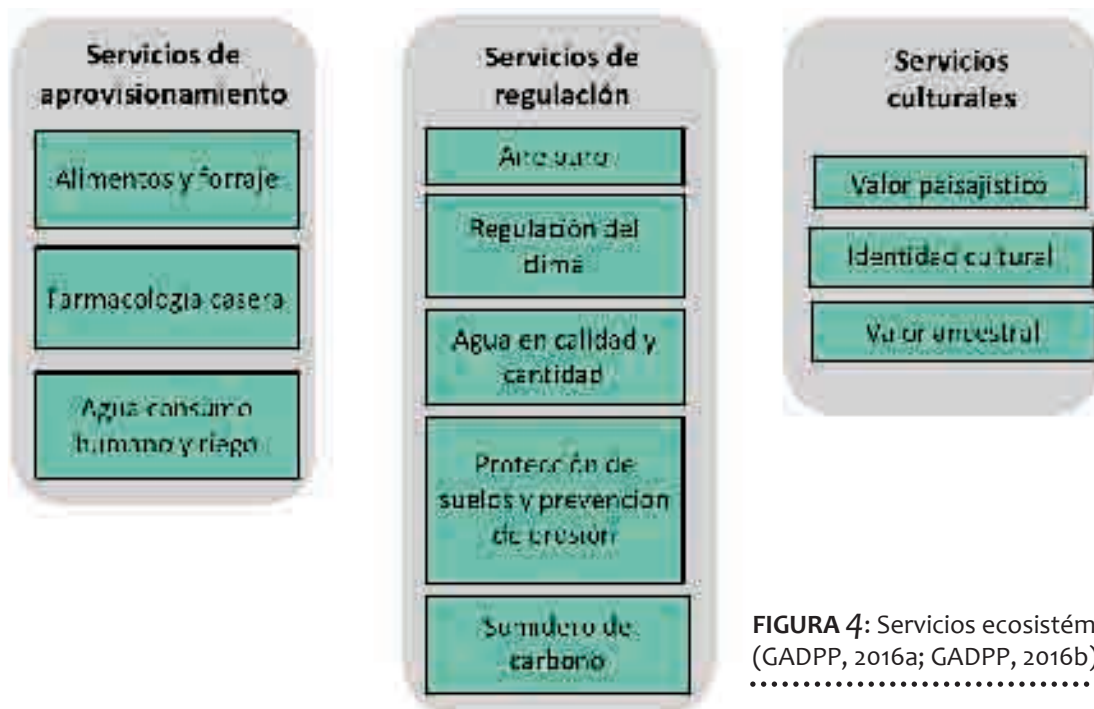 Servicios de
aprovisionamiento
Alimentos y forraje
Farmacología casera
Agua consumo
humano y riego
Servicios de
regulación
Aire puro
Regulación del
clima
Agua en calidad y
cantidad
Protección de
suelos y prevención
de erosión
Sumidero de
carbono
Servicios
culturales
Valor paisajístico
Identidad cultural
Valor ancestral
FIGURA 4: Servicios ecosistém
(GADPP, 2016a; GADPP, 2016b)